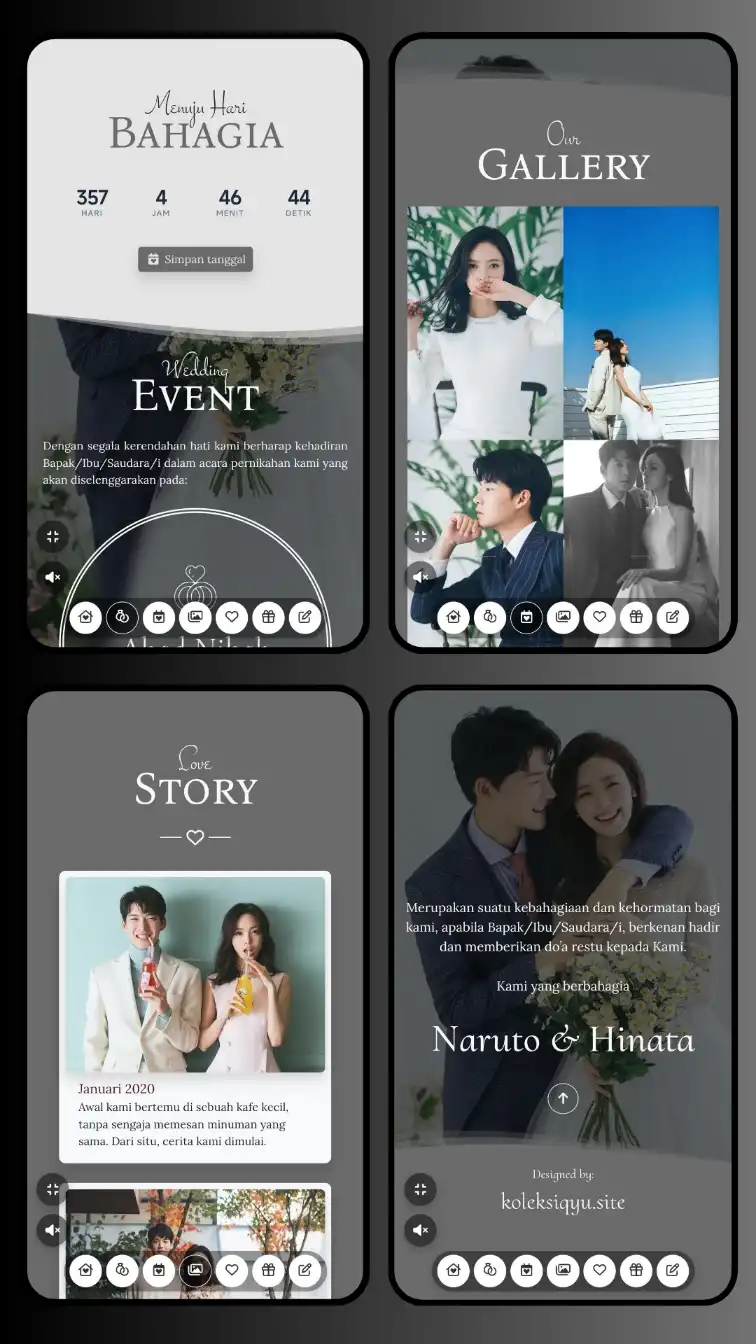 Menuju Hari
BAHAGIA
357
4
46
44
HARI
JAM
MENIT
DETIK
Simpan tanggal
Wedding
EVENT
Dengan segala kerendahan hati kami berharap kehadiran
Bapak/Ibu/Saudara/i dalam acara pernikahan kami yang
akan diselenggarakan pada:
Akad Nikah
Our
GALLERY
Love
STORY
Januari 2020
Awal kami bertemu di sebuah kafe kecil,
tanpa sengaja memesan minuman yang
sama. Dari situ, cerita kami dimulai.
Merupakan suatu kebahagiaan dan kehormatan bagi
kami, apabila Bapak/Ibu/Saudara/i, berkenan hadir
dan memberikan do’a restu kepada Kami.
Kami yang berbahagia
Naruto & Hinata
Designed by:
koleksiqyu.site